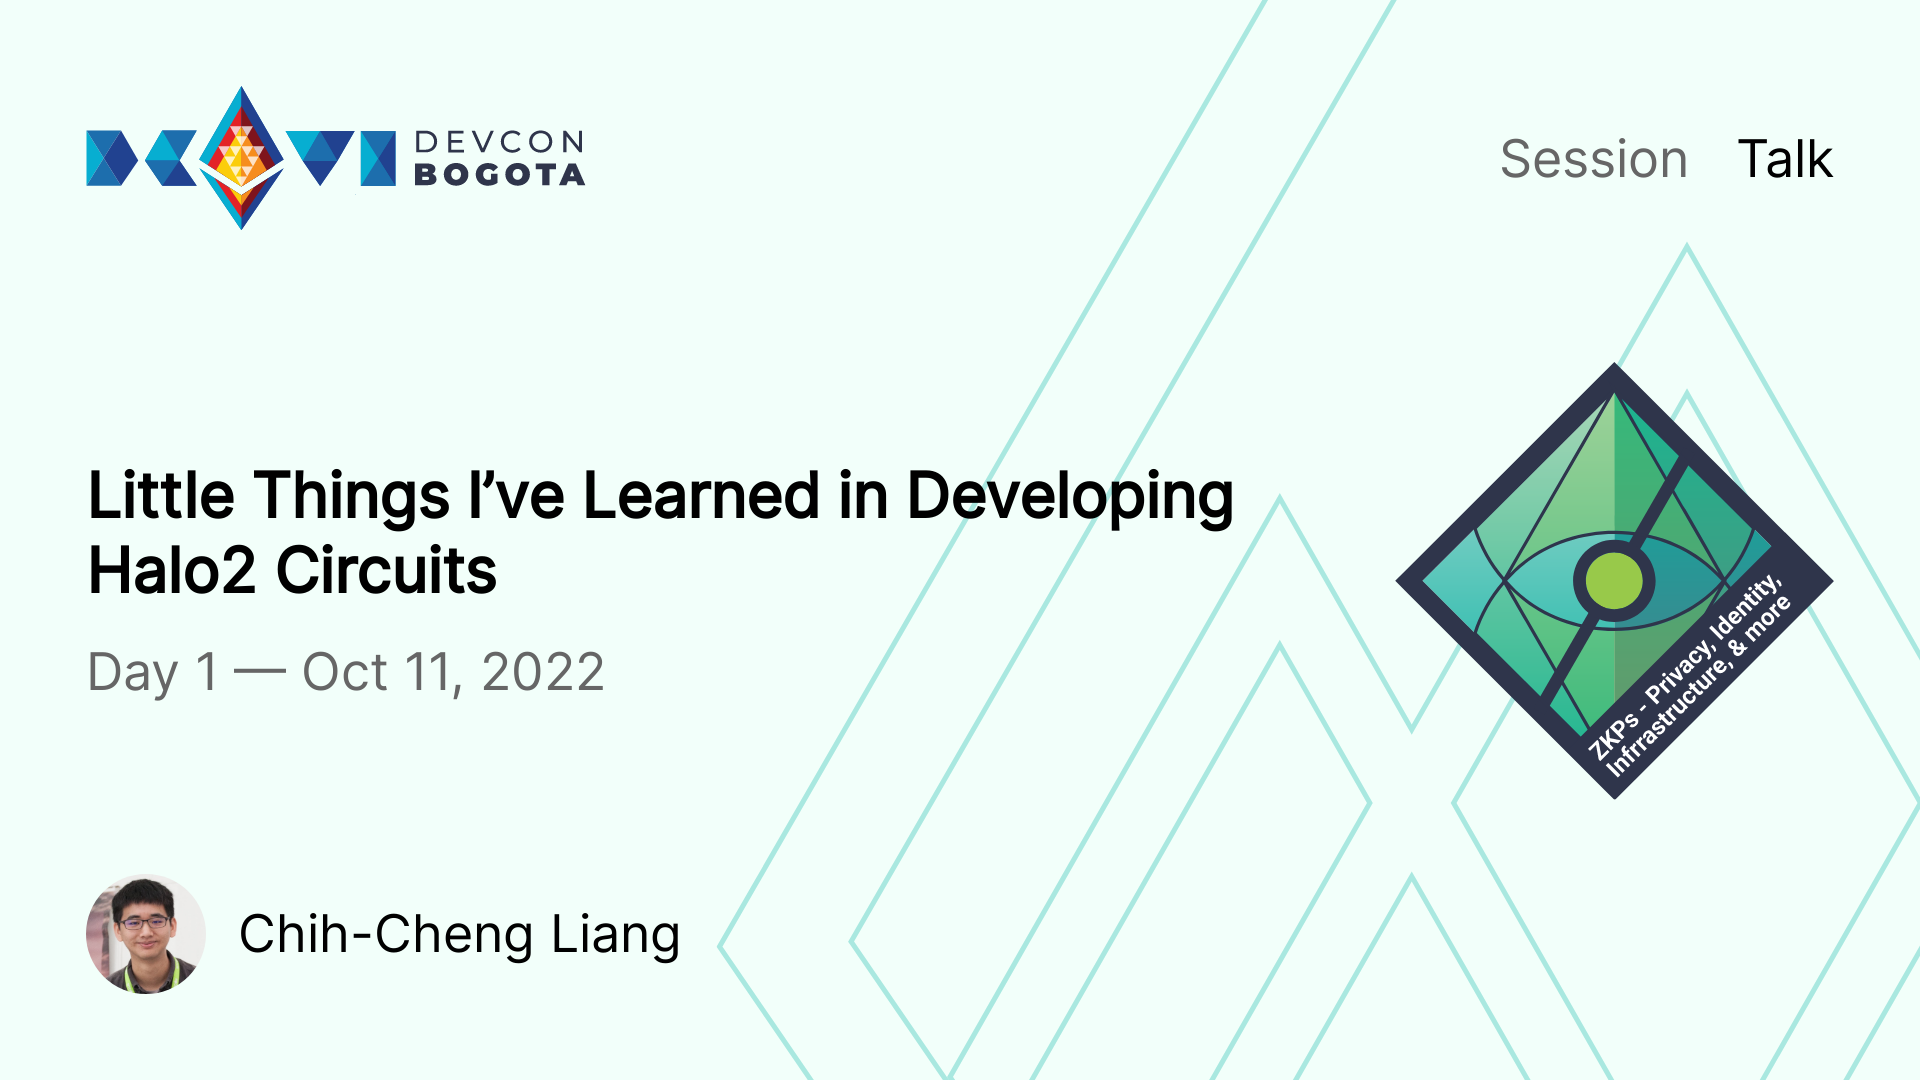 DEVCON
BOGOTA
Session Talk
Little Things I’ve Learned in Developing
Halo2 Circuits
Day 1 — Oct 11, 2022
ZKPs - Privacy, Identity,
Infrrastructure, & more
Chih-Cheng Liang